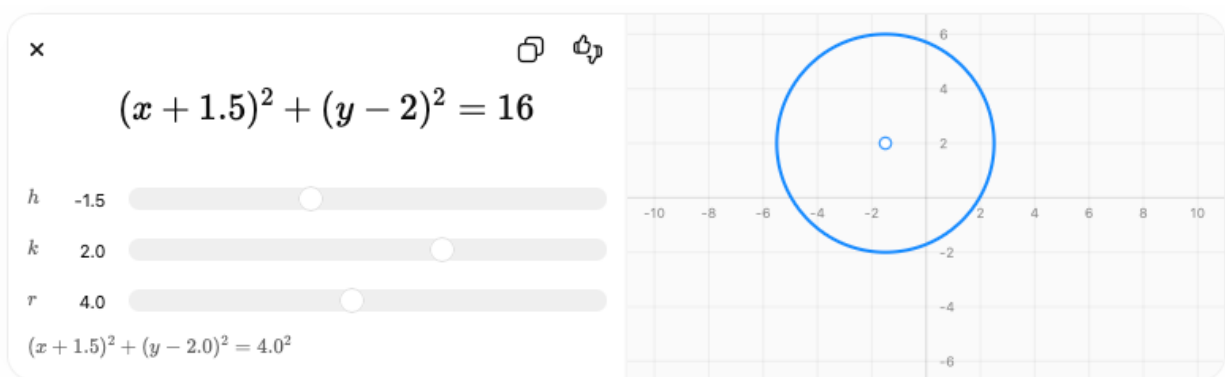 (x + 1.5)² + (y − 2)² = 16
h -1.5
k 2.0
r 4.0
(x + 1.5)² + (y − 2.0)² = 4.0²
6
4
2
-10 -8 -6 -4 -2 2 4 6 8 10
-2
-4
-6